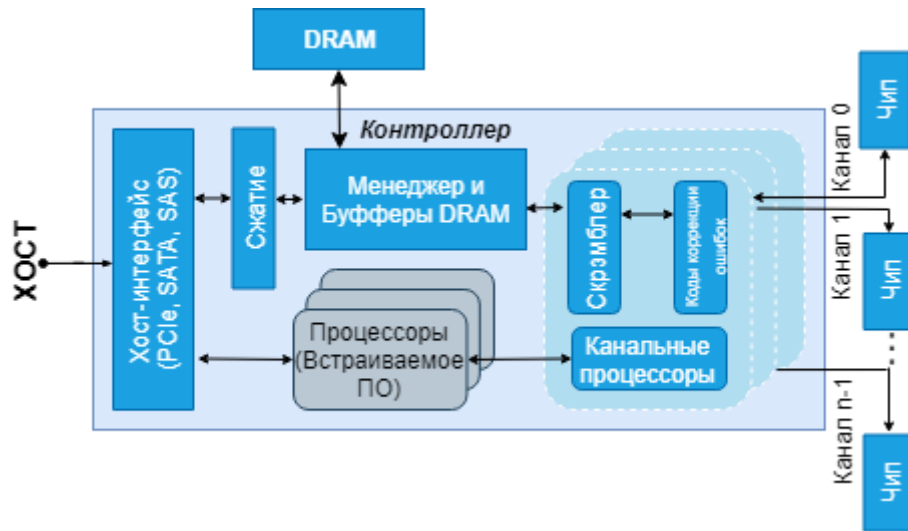 DRAM
Контроллер
ХОСТ
Хост-интерфейс
(PCIe, SATA, SAS)
Сжатие
Менеджер и
Буфферы DRAM
Процессоры
(Встраиваемое
ПО)
Скрэмблер
Коды коррекции
ошибок
Канальные
процессоры
Канал 0
Чип
Канал 1
Чип
Канал n-1
Чип